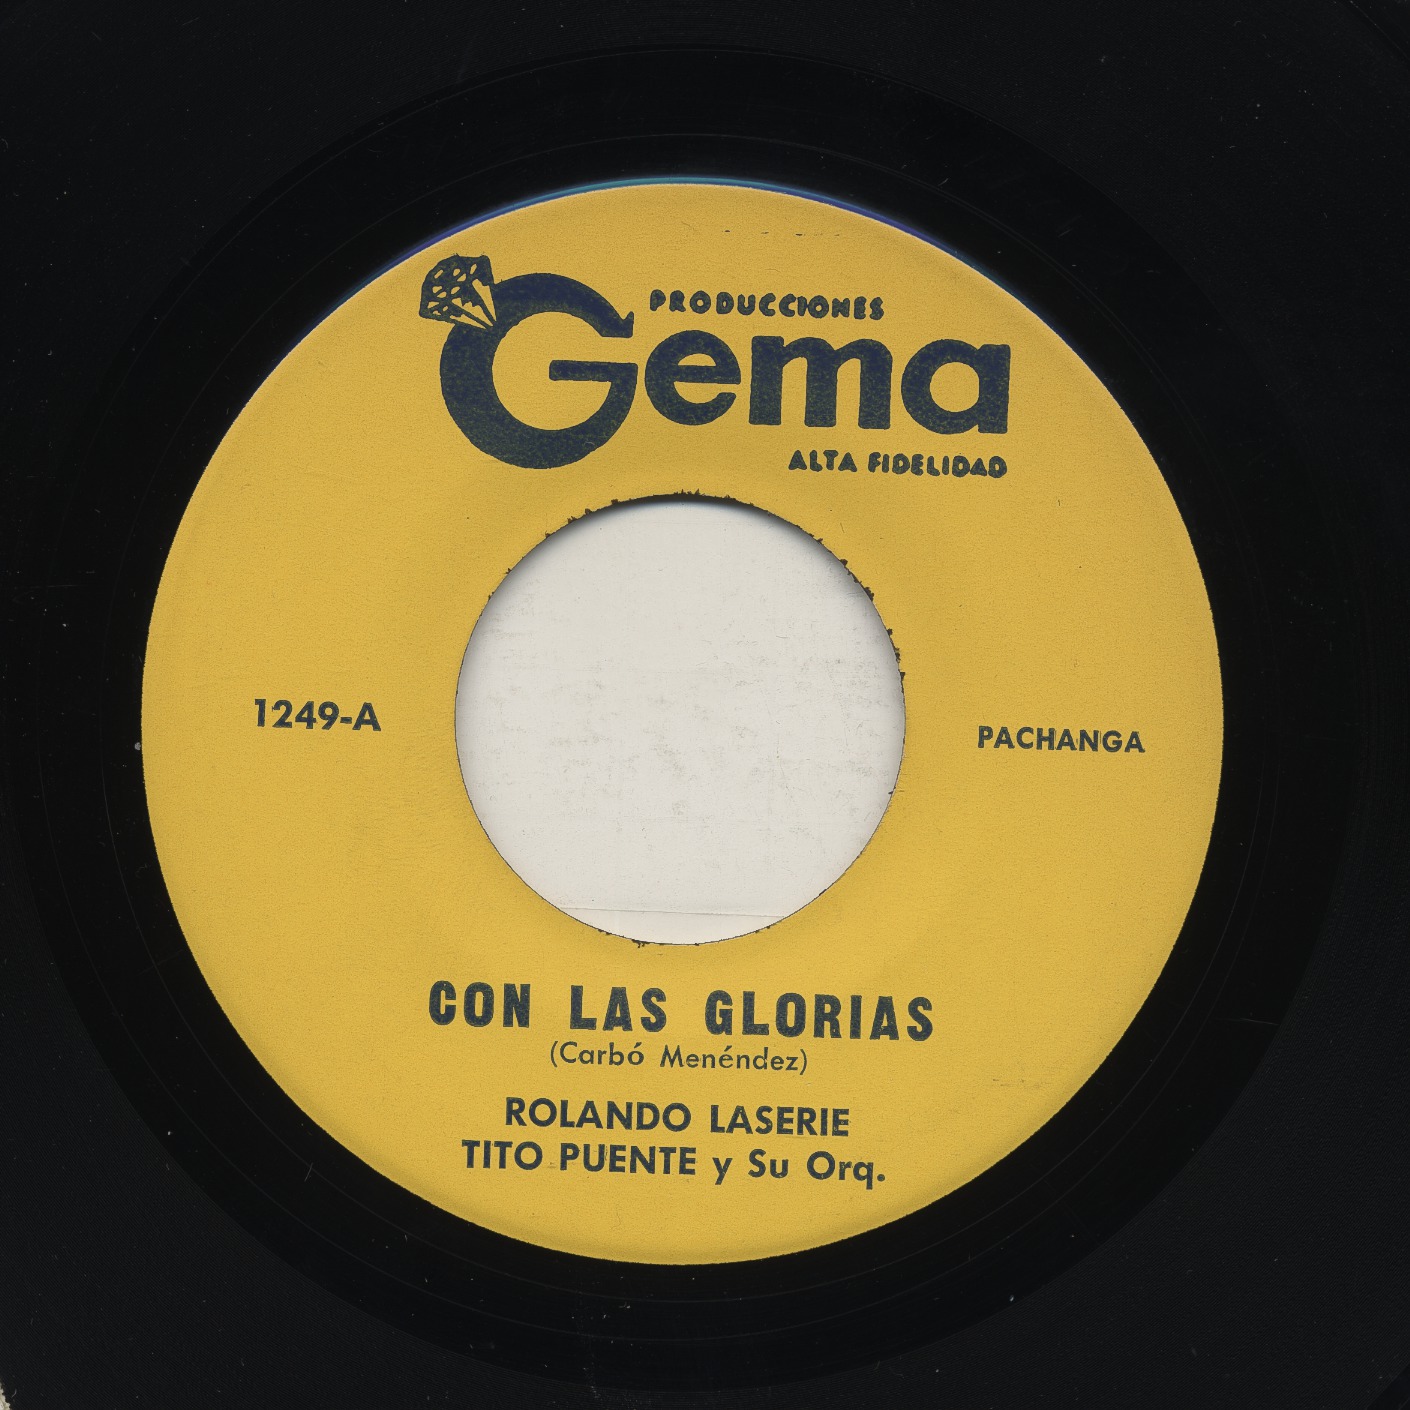 PRODUCCIONES
Gema
ALTA FIDELIDAD
1249-A
PACHANGA
CON LAS GLORIAS
(Carbó Menéndez)
ROLANDO LASERIE
TITO PUENTE y Su Orq.